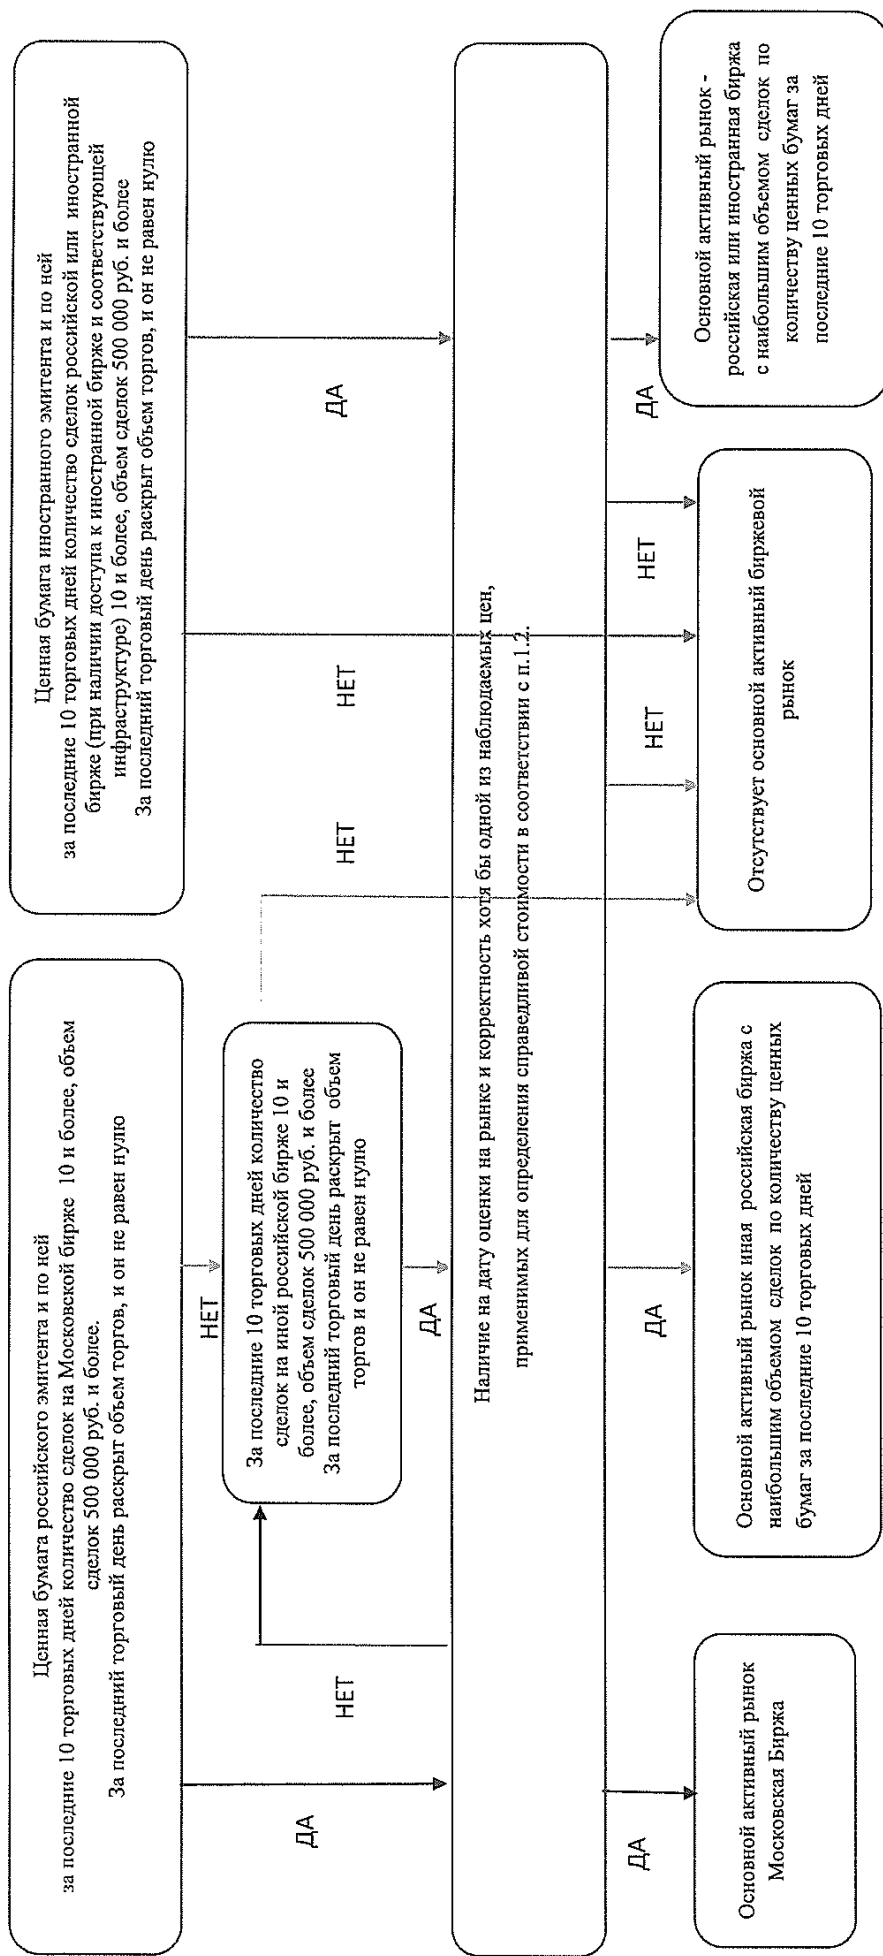 Ценная бумага российского эмитента и по ней
за последние 10 торговых дней количество сделок на Московской бирже 10 и более, объем
сделок 500 000 руб. и более.
За последний торговый день раскрыт объем торгов, и он не равен нулю
Ценная бумага иностранного эмитента и по ней
за последние 10 торговых дней количество сделок российской или иностранной
бирже (при наличии доступа к иностранной бирже и соответствующей
инфраструктуре) 10 и более, объем сделок 500 000 руб. и более
За последний торговый день раскрыт объем торгов, и он не равен нулю
НЕТ
За последние 10 торговых дней количество
сделок на иной российской бирже 10 и
более, объем сделок 500 000 руб. и более
За последний торговый день раскрыт объем
торгов и он не равен нулю
ДА
НЕТ
ДА
НЕТ
НЕТ
ДА
Наличие на дату оценки на рынке и корректность хотя бы одной из наблюдаемых цен,
применимых для определения справедливой стоимости в соответствии с п.1.2.
ДА
ДА
НЕТ
НЕТ
ДА
Основной активный рынок
Московская Биржа
Основной активный рынок иная российская биржа с
наибольшим объемом сделок по количеству ценных
бумаг за последние 10 торговых дней
Отсутствует основной активный биржевой
рынок
Основной активный рынок -
российская или иностранная биржа
с наибольшим объемом сделок по
количеству ценных бумаг за
последние 10 торговых дней